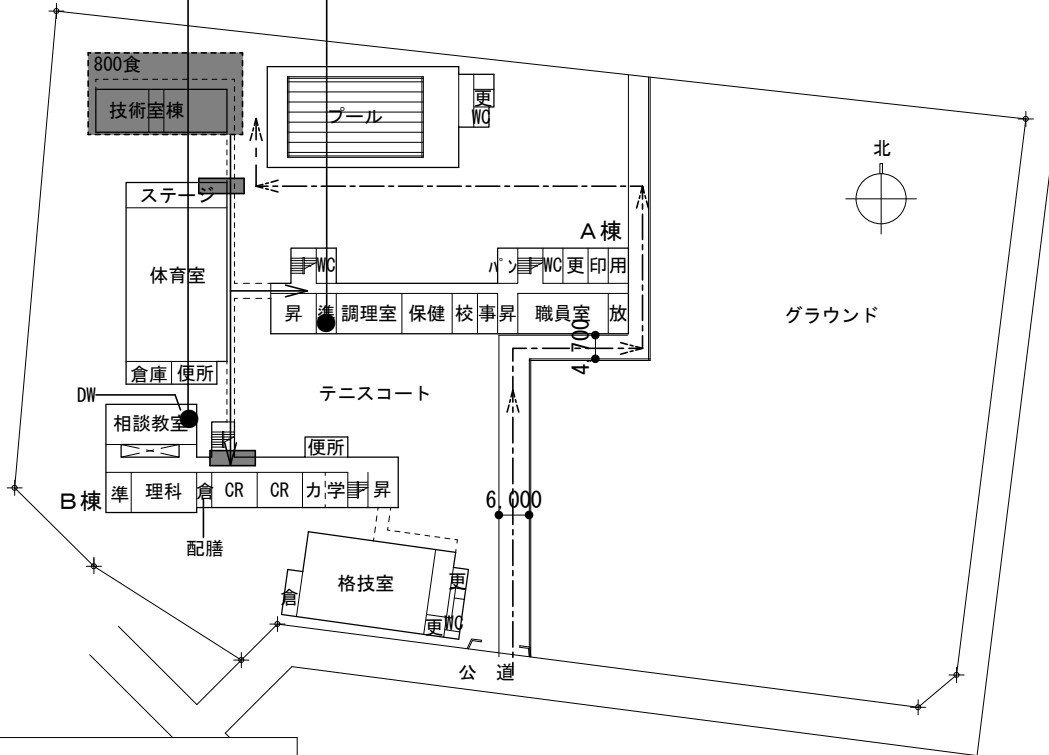 800食
技術室棟
プール
更
WC
北
ステージ
A棟
WC
パン
WC
更
印
用
体育室
昇
準
調理室
保健
校
事
昇
職員室
放
グラウンド
4,700
倉庫
便所
テニスコート
DW
相談教室
便所
B棟
準
理科
倉
CR
CR
カ
学
昇
6,000
配膳
格技室
倉
更
更
WC
公道